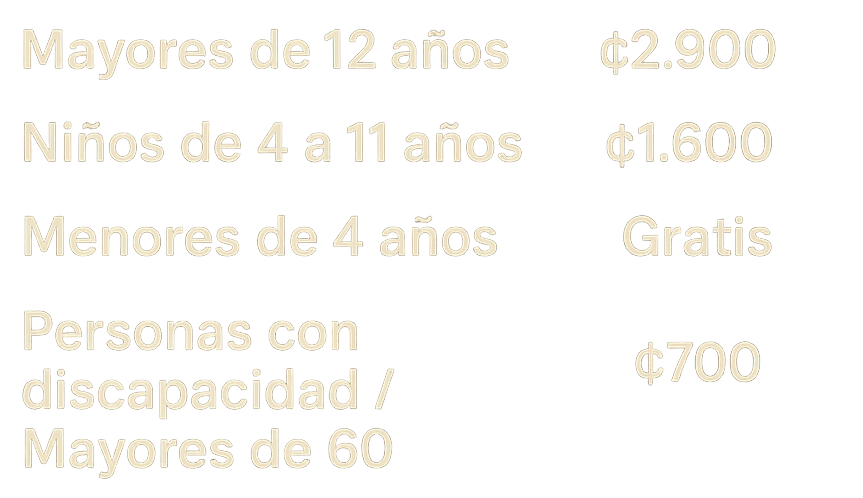 Mayores de 12 años ₵2.900
Niños de 4 a 11 años ₵1.600
Menores de 4 años Gratis
Personas con
discapacidad / ₵700
Mayores de 60